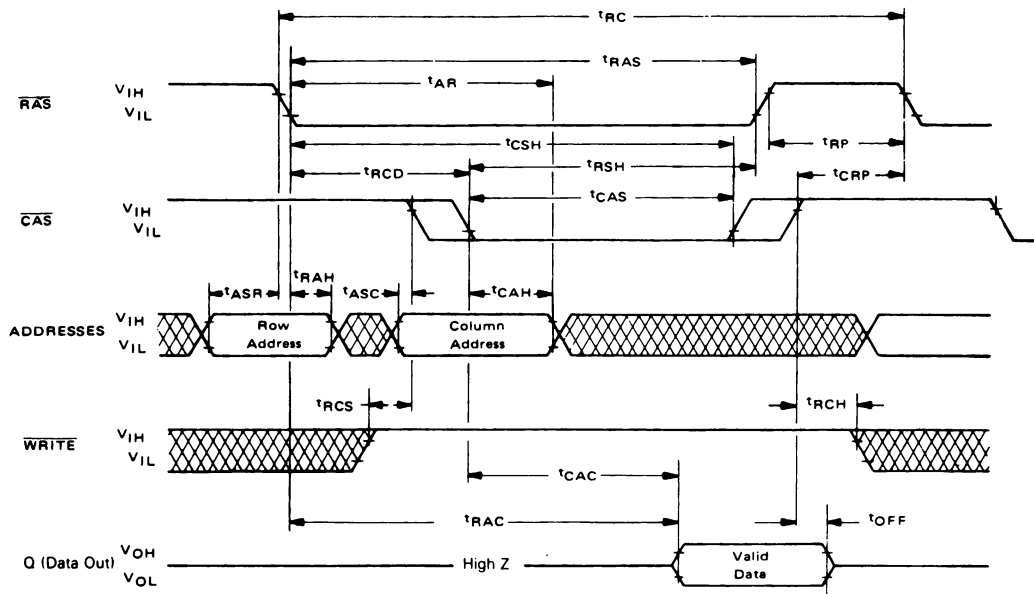 tRC
tRAS
tAR
RAS VIH
VIL
tRP
tCSH
tRCD tRSH
tCRP
tCAS
CAS VIH
VIL
tRAH
tASR tASC tCAH
ADDRESSES VIH
VIL
Row
Address
Column
Address
tRCS tRCH
WRITE VIH
VIL
tCAC
tRAC tOFF
Q (Data Out) VOH
VOL
High Z
Valid
Data